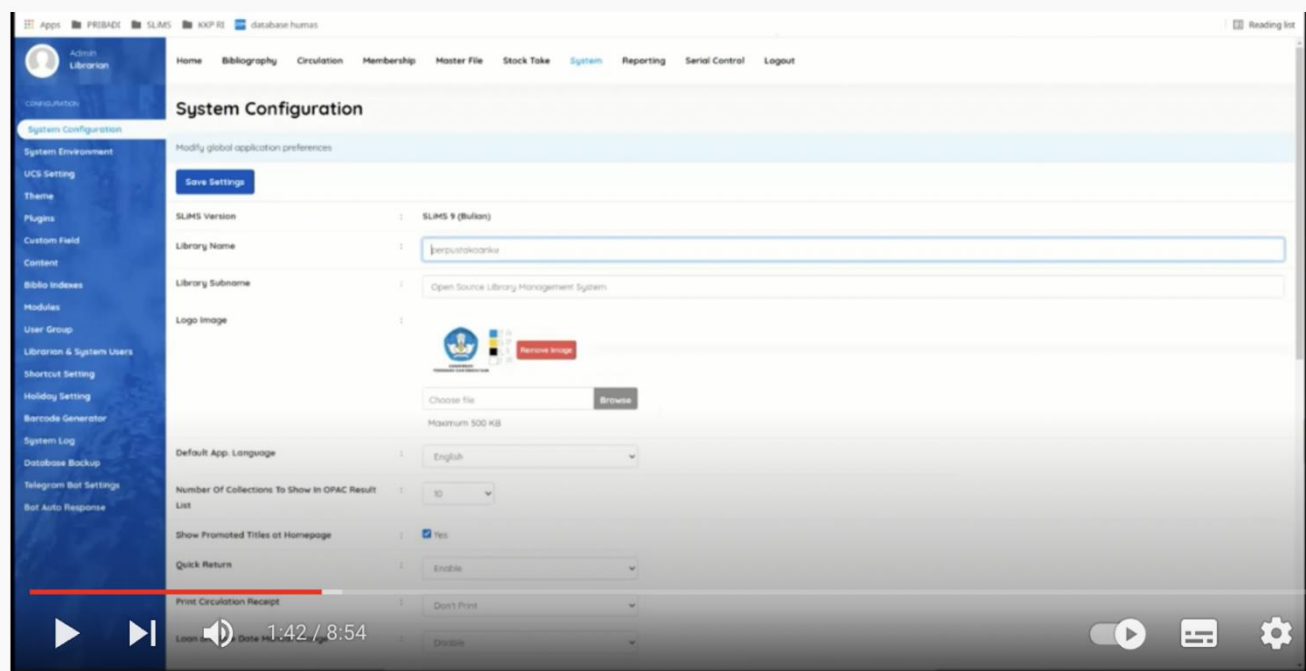 Apps PRIBADI SLIMS KKP RI database humas Reading list
Admin
Librarian
Home Bibliography Circulation Membership Master File Stock Take System Reporting Serial Control Logout
CONFIGURATION
System Configuration
System Environment
UCS Setting
Theme
Plugins
Custom Field
Content
Biblio Indexes
Modules
User Group
Librarian & System Users
Shortcut Setting
Holiday Setting
Barcode Generator
System Log
Database Backup
Telegram Bot Settings
Bot Auto Response
System Configuration
Modify global application preferences
Save Settings
SLiMS Version : SLiMS 9 (Bulian)
Library Name : perpustakaanku
Library Subname : Open Source Library Management System
Logo Image :
Remove Image
Choose file Browse
Maximum 500 KB
Default App. Language : English
Number Of Collections To Show In OPAC Result : 10
List
Show Promoted Titles at Homepage : Yes
Quick Return : Enable
Print Circulation Receipt : Don't Print
Loan Date : Disable
1:42 / 8:54